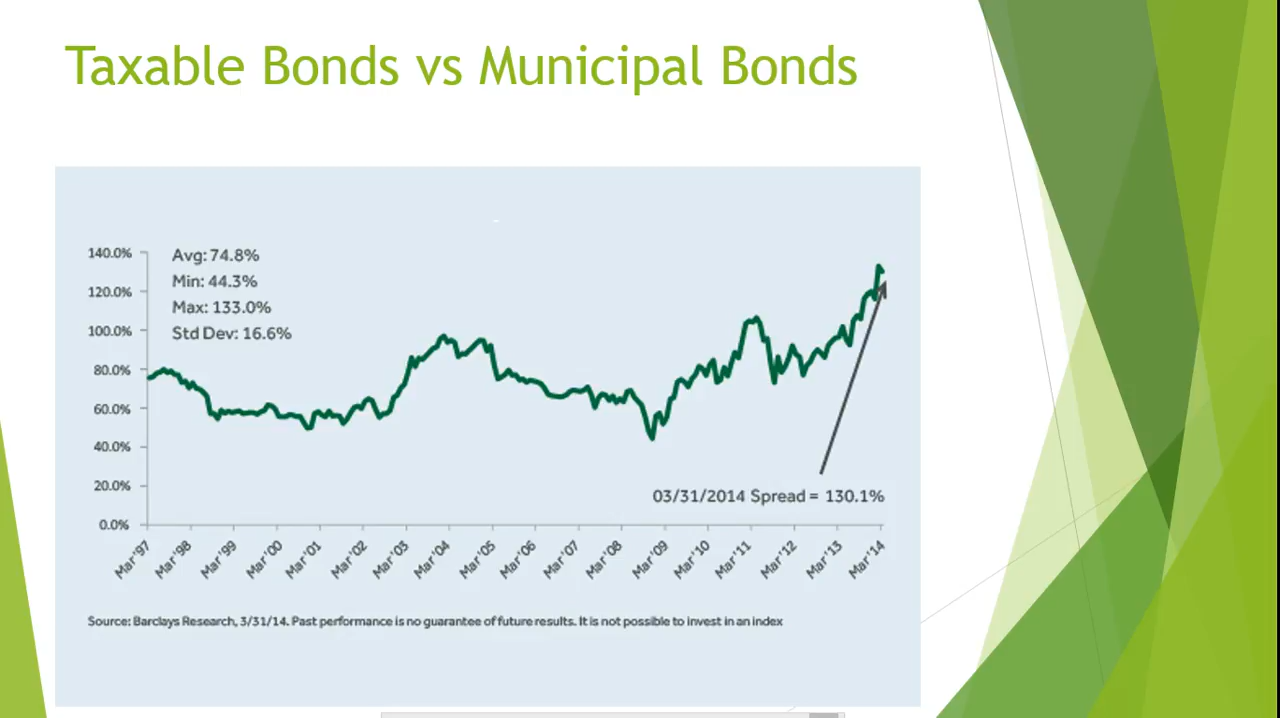 Taxable Bonds vs Municipal Bonds
140.0%
120.0%
100.0%
80.0%
60.0%
40.0%
20.0%
0.0%
Avg: 74.8%
Min: 44.3%
Max: 133.0%
Std Dev: 16.6%
03/31/2014 Spread = 130.1%
Mar'97
Mar'98
Mar'99
Mar'00
Mar'01
Mar'02
Mar'03
Mar'04
Mar'05
Mar'06
Mar'07
Mar'08
Mar'09
Mar'10
Mar'11
Mar'12
Mar'13
Mar'14
Source: Barclays Research, 3/31/14. Past performance is no guarantee of future results. It is not possible to invest in an index